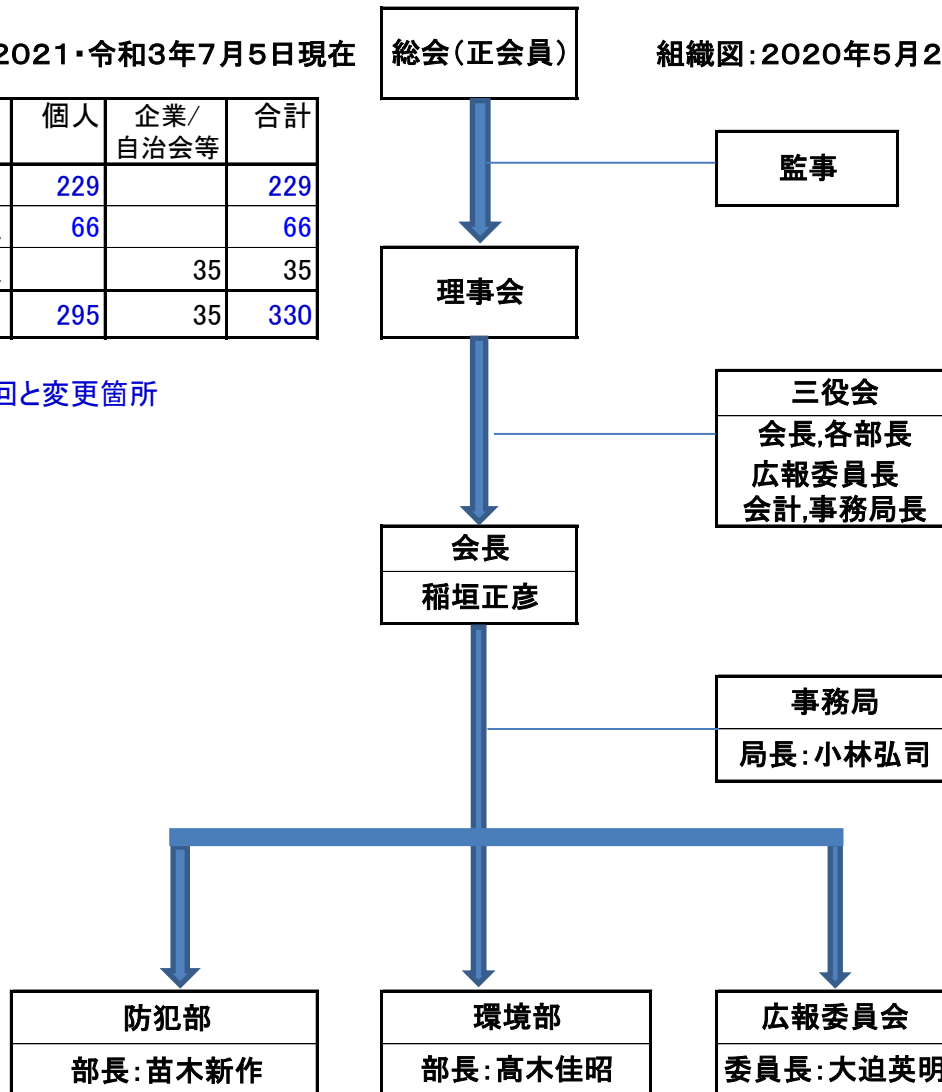 2021・令和3年7月5日現在
総会(正会員)
組織図:2020年5月2
個人 企業/ 合計
自治会等
229 229
66 66
35 35
295 35 330
監事
理事会
回と変更箇所
三役会
会長,各部長
広報委員長
会計,事務局長
会長
稲垣正彦
事務局
局長:小林弘司
防犯部
部長:苗木新作
環境部
部長:髙木佳昭
広報委員会
委員長:大迫英明